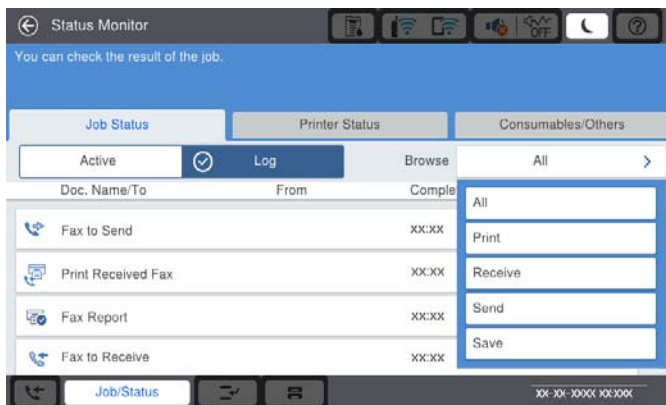 Status Monitor
OFF
You can check the result of the job.
Job Status Printer Status Consumables/Others
Active Log Browse All
Doc. Name/To From Comple
All
Fax to Send XX:XX
Print
Print Received Fax XX:XX
Receive
Fax Report XX:XX
Send
Save
Fax to Receive XX:XX
Job/Status XX-XX-XXXX XX:XXX